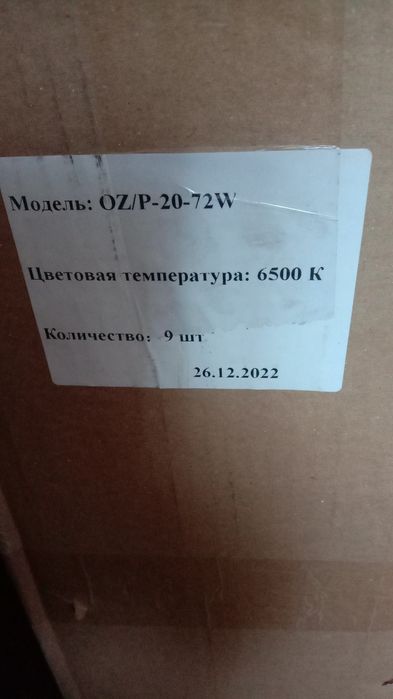 Модель: OZ/P-20-72W
Цветовая температура: 6500 К
Количество: 9 шт
26.12.2022